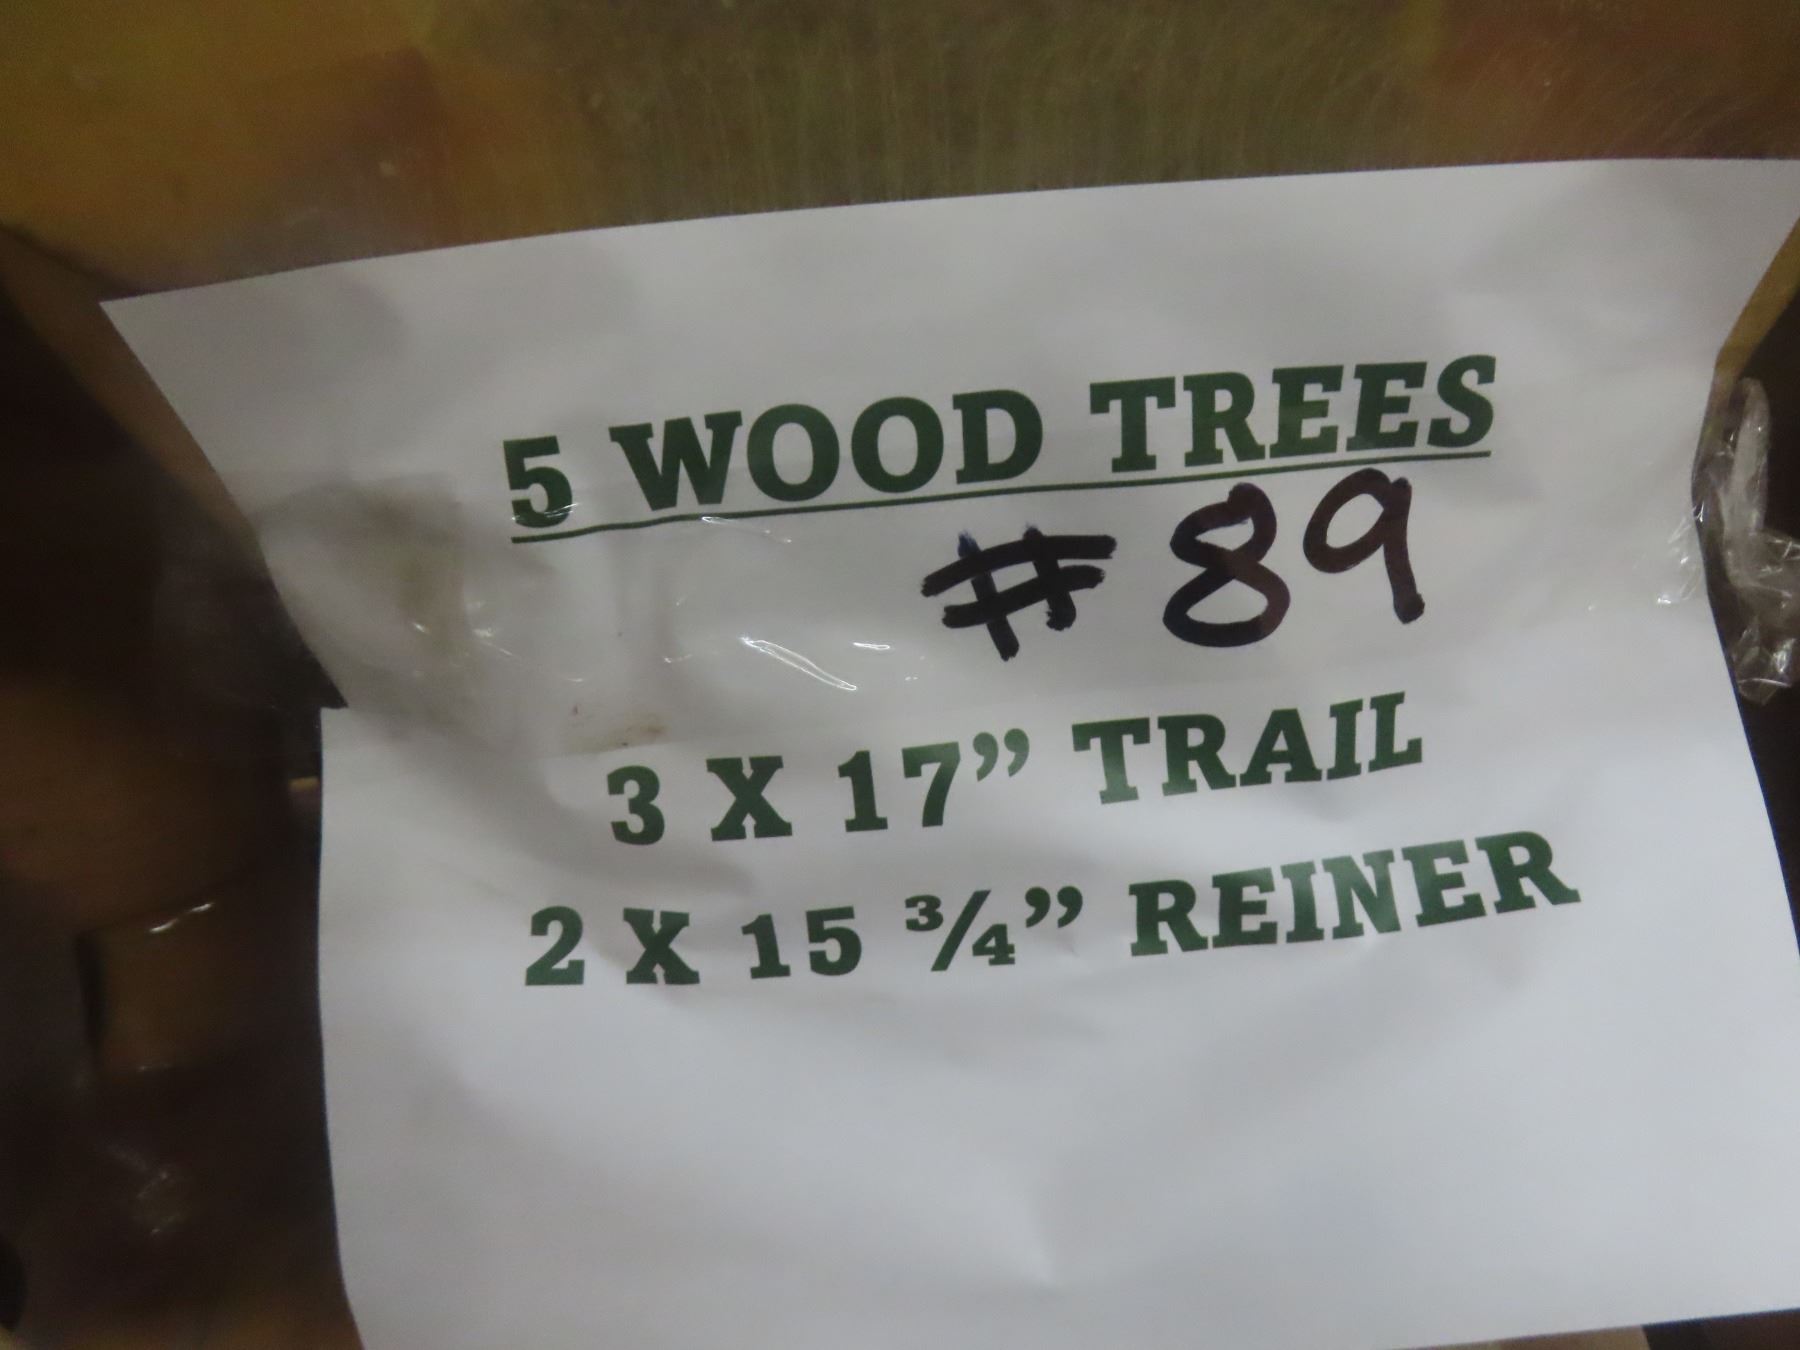 5 WOOD TREES
# 89
3 X 17” TRAIL
2 X 15 ¾” REINER